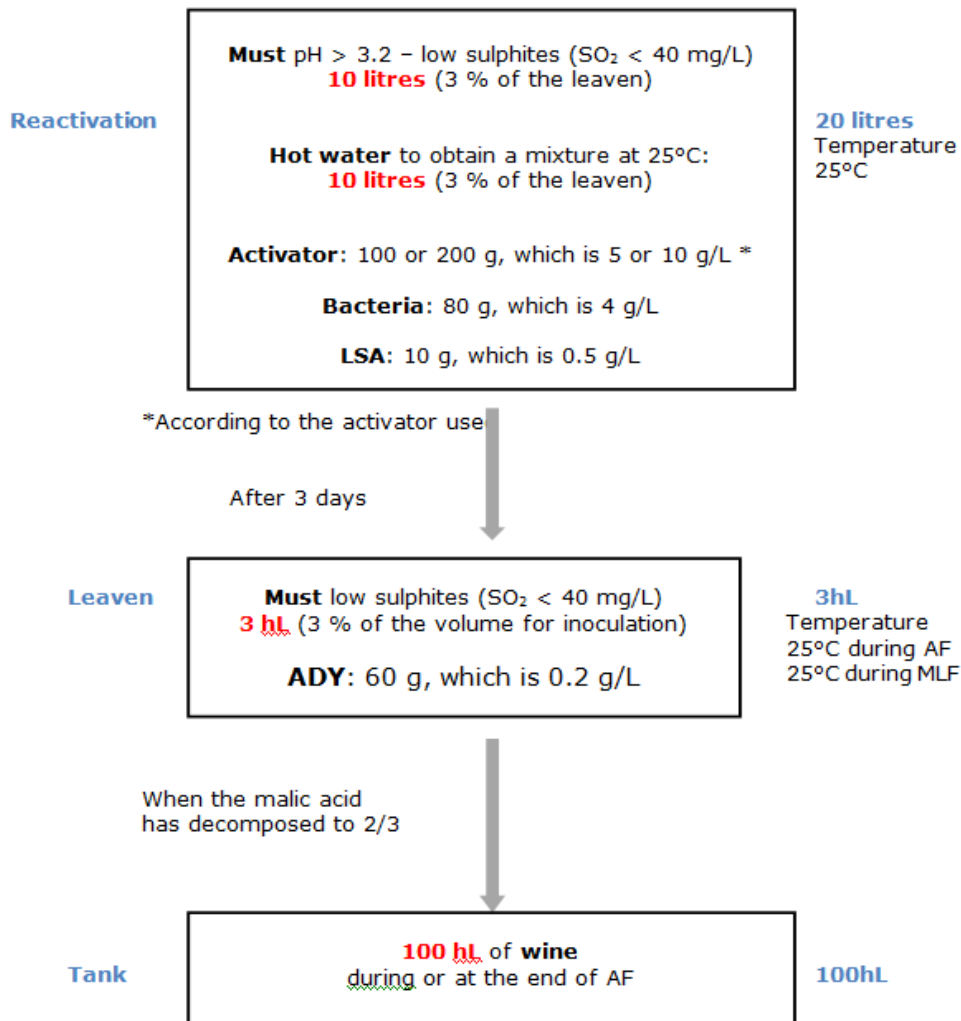 Must pH > 3.2 – low sulphites (SO₂ < 40 mg/L)
10 litres (3 % of the leaven)
Reactivation
20 litres
Temperature
25ºC
Hot water to obtain a mixture at 25ºC:
10 litres (3 % of the leaven)
Activator: 100 or 200 g, which is 5 or 10 g/L *
Bacteria: 80 g, which is 4 g/L
LSA: 10 g, which is 0.5 g/L
*According to the activator use
After 3 days
Leaven
Must low sulphites (SO₂ < 40 mg/L)
3 hL (3 % of the volume for inoculation)
ADY: 60 g, which is 0.2 g/L
3hL
Temperature
25ºC during AF
25ºC during MLF
When the malic acid
has decomposed to 2/3
Tank
100 hL of wine
during or at the end of AF
100hL